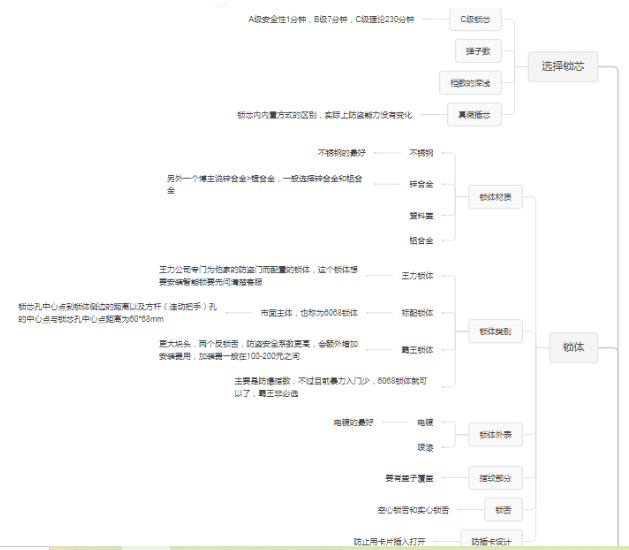 A级安全性1分钟，B级7分钟，C级理论230分钟
C级锁芯
弹子数
档数的深浅
锁芯内内置方式的区别，实际上防盗能力没有变化
真假插芯
选择锁芯
不锈钢的最好
不锈钢
另外一个博主说锌合金>镁合金，一般选择锌合金和铝合
金
锌合金
塑料盖
铝合金
锁体材质
王力公司专门为他家的防盗门而配置的锁体，这个锁体想
要安装智能锁要先问清楚客服
王力锁体
锁芯孔中心点到锁体侧边的距离以及方杆（连动把手）孔
的中心点与锁芯孔中心点距离为60*68mm
市面主体，也称为6068锁体
标配锁体
更大块头，两个反锁舌，防盗安全系数更高，会额外增加
安装费用，加装费一般在100-200元之间
霸王锁体
主要是防爆指数，不过目前暴力入门少，6068锁体就可
以了，霸王非必选
锁体类别
锁体
电镀的最好
电镀
喷漆
锁体外表
要有盖子覆盖
指纹部分
空心锁舌和实心锁舌
锁舌
防止用卡片插入打开
防插卡设计